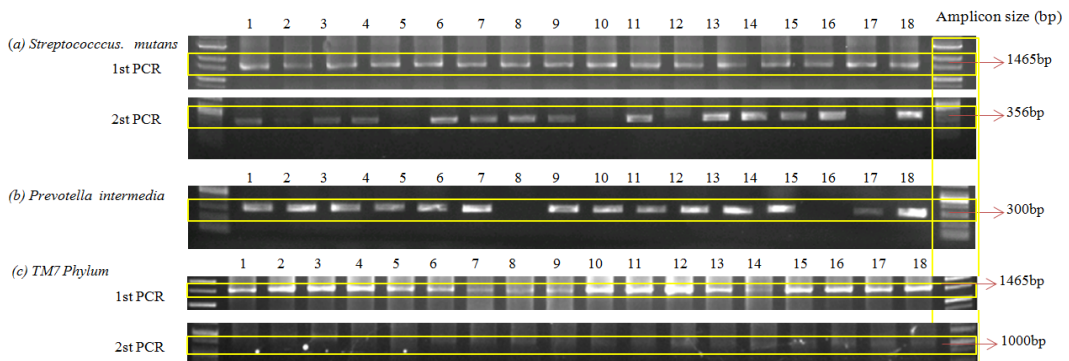 1 2 3 4 5 6 7 8 9 10 11 12 13 14 15 16 17 18 Amplicon size (bp)
(a) Streptococccus. mutans
1st PCR 1465bp
2st PCR 356bp
1 2 3 4 5 6 7 8 9 10 11 12 13 14 15 16 17 18
(b) Prevotella intermedia
300bp
(c) TM7 Phylum
1 2 3 4 5 6 7 8 9 10 11 12 13 14 15 16 17 18
1st PCR 1465bp
2st PCR 1000bp